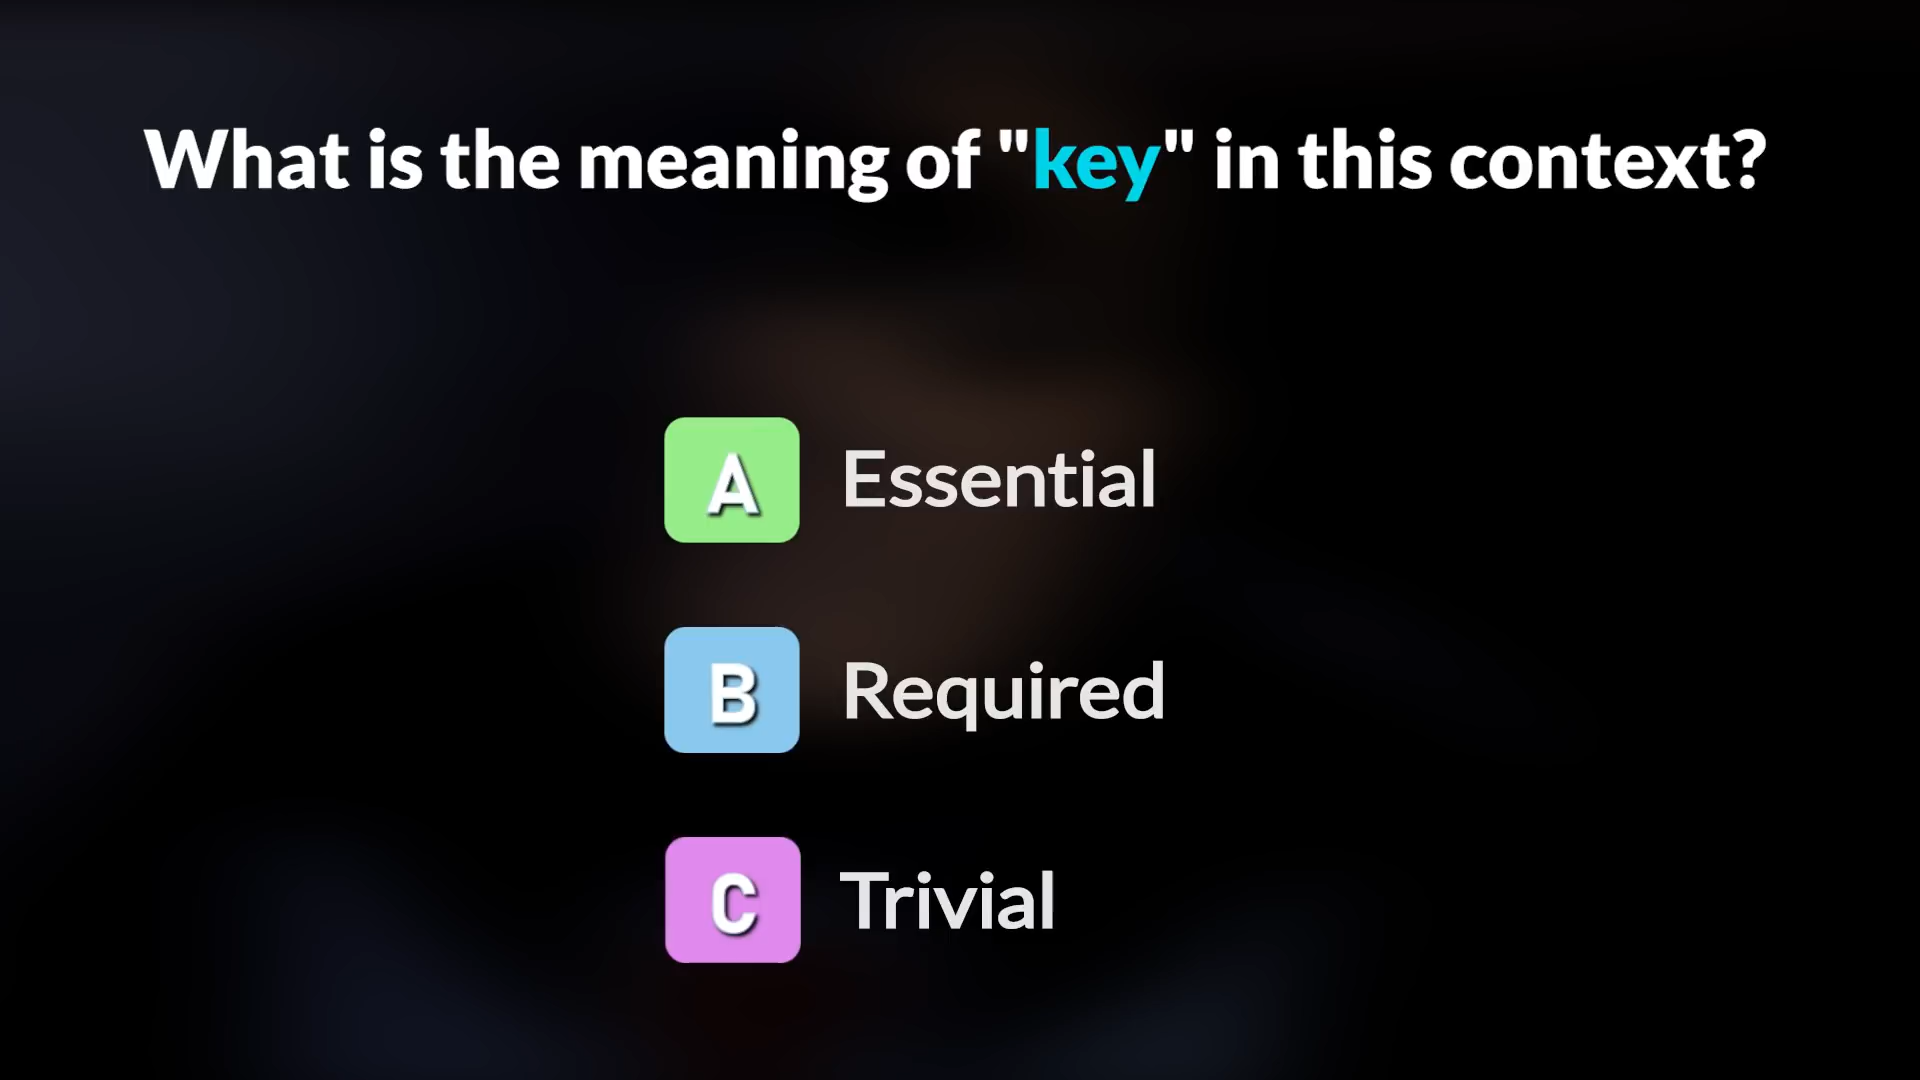 What is the meaning of "key" in this context?
A Essential
B Required
C Trivial